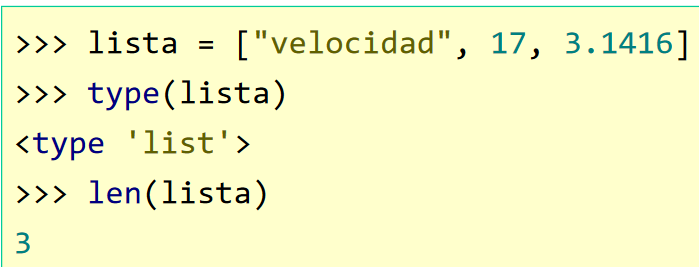 >>> lista = ["velocidad", 17, 3.1416]
>>> type(lista)
<type 'list'>
>>> len(lista)
3